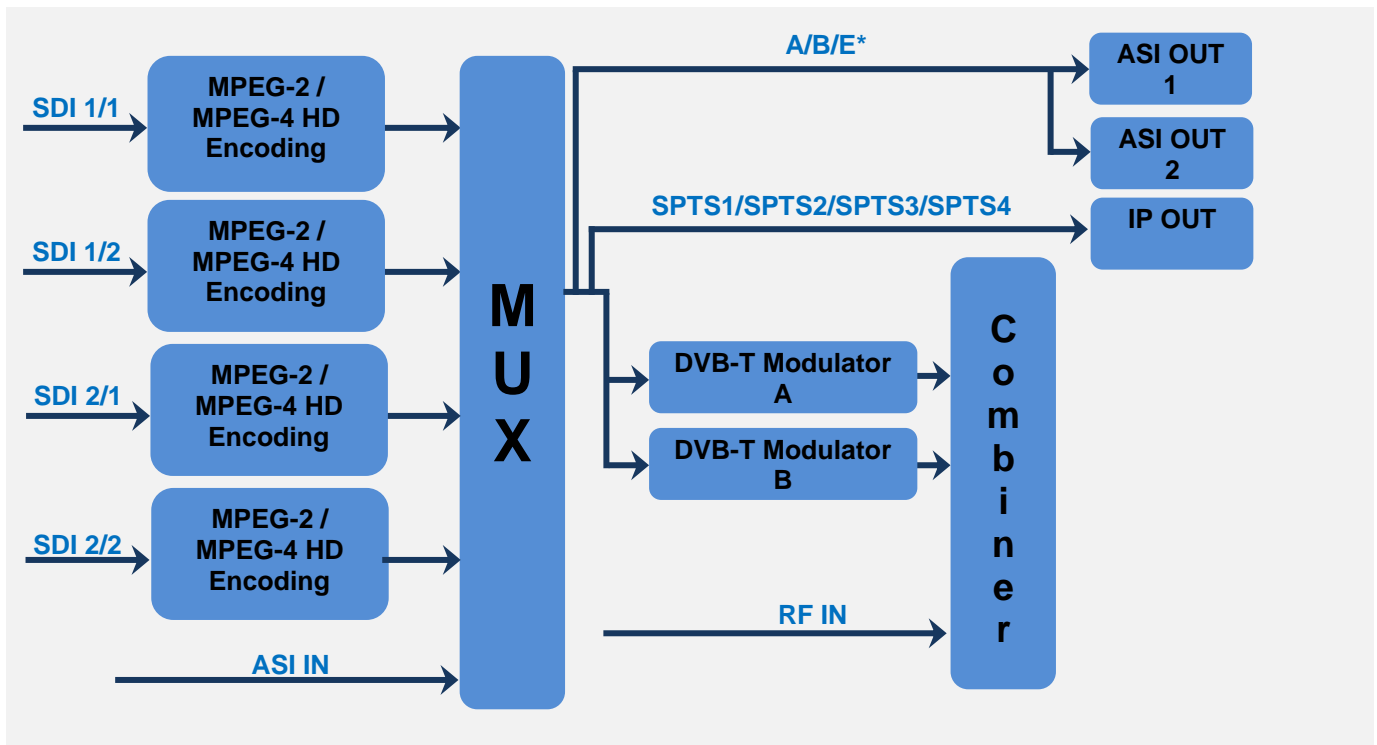 SDI 1/1
MPEG-2 /
MPEG-4 HD
Encoding
SDI 1/2
MPEG-2 /
MPEG-4 HD
Encoding
SDI 2/1
MPEG-2 /
MPEG-4 HD
Encoding
SDI 2/2
MPEG-2 /
MPEG-4 HD
Encoding
ASI IN
M
U
X
A/B/E*
ASI OUT
1
ASI OUT
2
SPTS1/SPTS2/SPTS3/SPTS4
IP OUT
DVB-T Modulator
A
DVB-T Modulator
B
RF IN
C
o
m
b
i
n
e
r